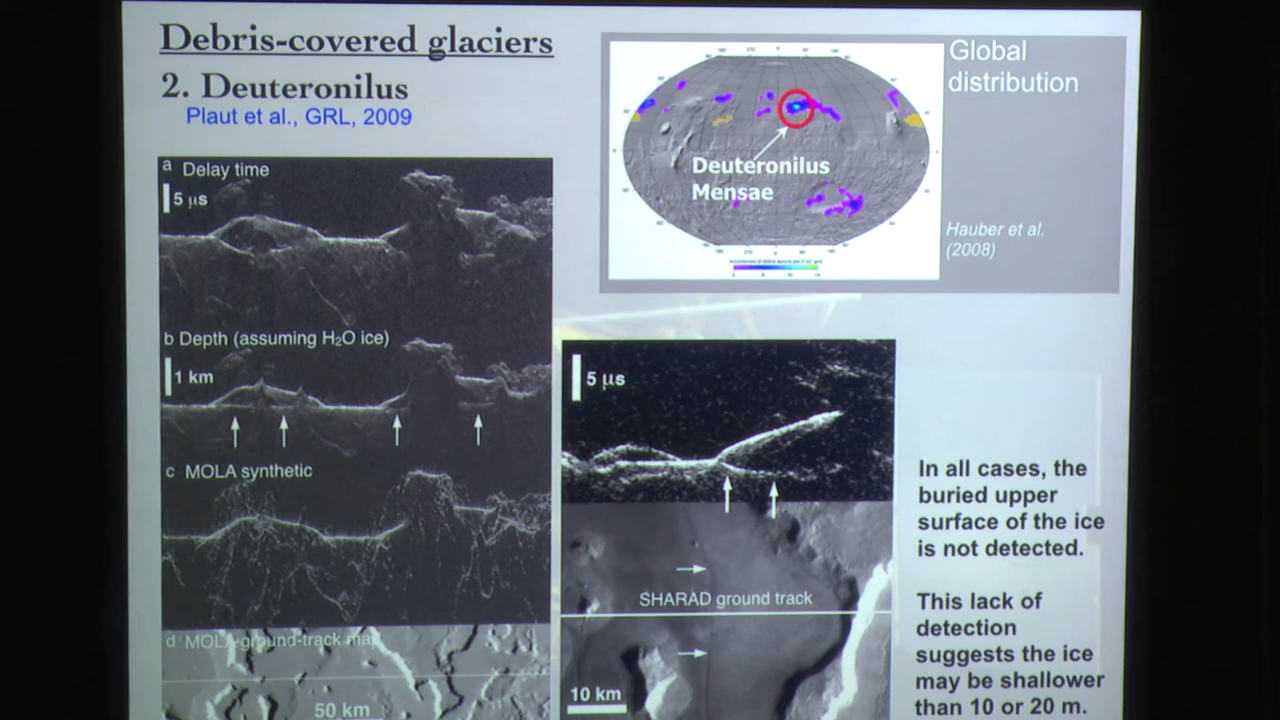 Debris-covered glaciers
2. Deuteronilus
Plaut et al., GRL, 2009
a Delay time
5 µs
b Depth (assuming H₂O ice)
1 km
c MOLA synthetic
d MOLA ground-track map
50 km
Global
distribution
Deuteronilus
Mensae
Hauber et al.
(2008)
5 µs
SHARAD ground track
10 km
In all cases, the
buried upper
surface of the ice
is not detected.
This lack of
detection
suggests the ice
may be shallower
than 10 or 20 m.